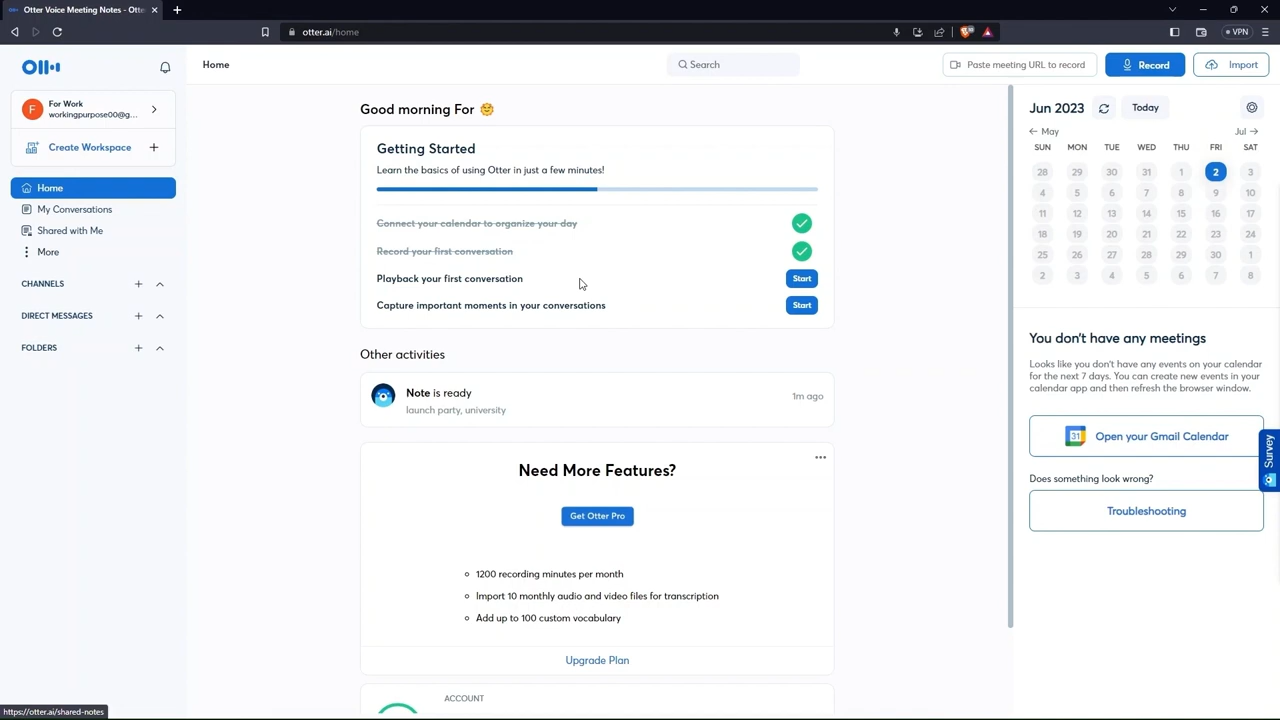 Otter Voice Meeting Notes - Otte
otter.ai/home
VPN
Home
Search
Paste meeting URL to record
Record
Import
F
For Work
workingpurpose00@g...
Create Workspace
Home
My Conversations
Shared with Me
More
CHANNELS
DIRECT MESSAGES
FOLDERS
Good morning For
Getting Started
Learn the basics of using Otter in just a few minutes!
Connect your calendar to organize your day
Record your first conversation
Playback your first conversation
Start
Capture important moments in your conversations
Start
Other activities
Note is ready
1m ago
launch party, university
Need More Features?
Get Otter Pro
1200 recording minutes per month
Import 10 monthly audio and video files for transcription
Add up to 100 custom vocabulary
Upgrade Plan
ACCOUNT
Jun 2023
Today
May
Jul
SUN MON TUE WED THU FRI SAT
28 29 30 31 1 2 3
4 5 6 7 8 9 10
11 12 13 14 15 16 17
18 19 20 21 22 23 24
25 26 27 28 29 30 1
2 3 4 5 6 7 8
You don't have any meetings
Looks like you don't have any events on your calendar
for the next 7 days. You can create new events in your
calendar app and then refresh the browser window.
31
Open your Gmail Calendar
Survey
Does something look wrong?
Troubleshooting
https://otter.ai/shared-notes